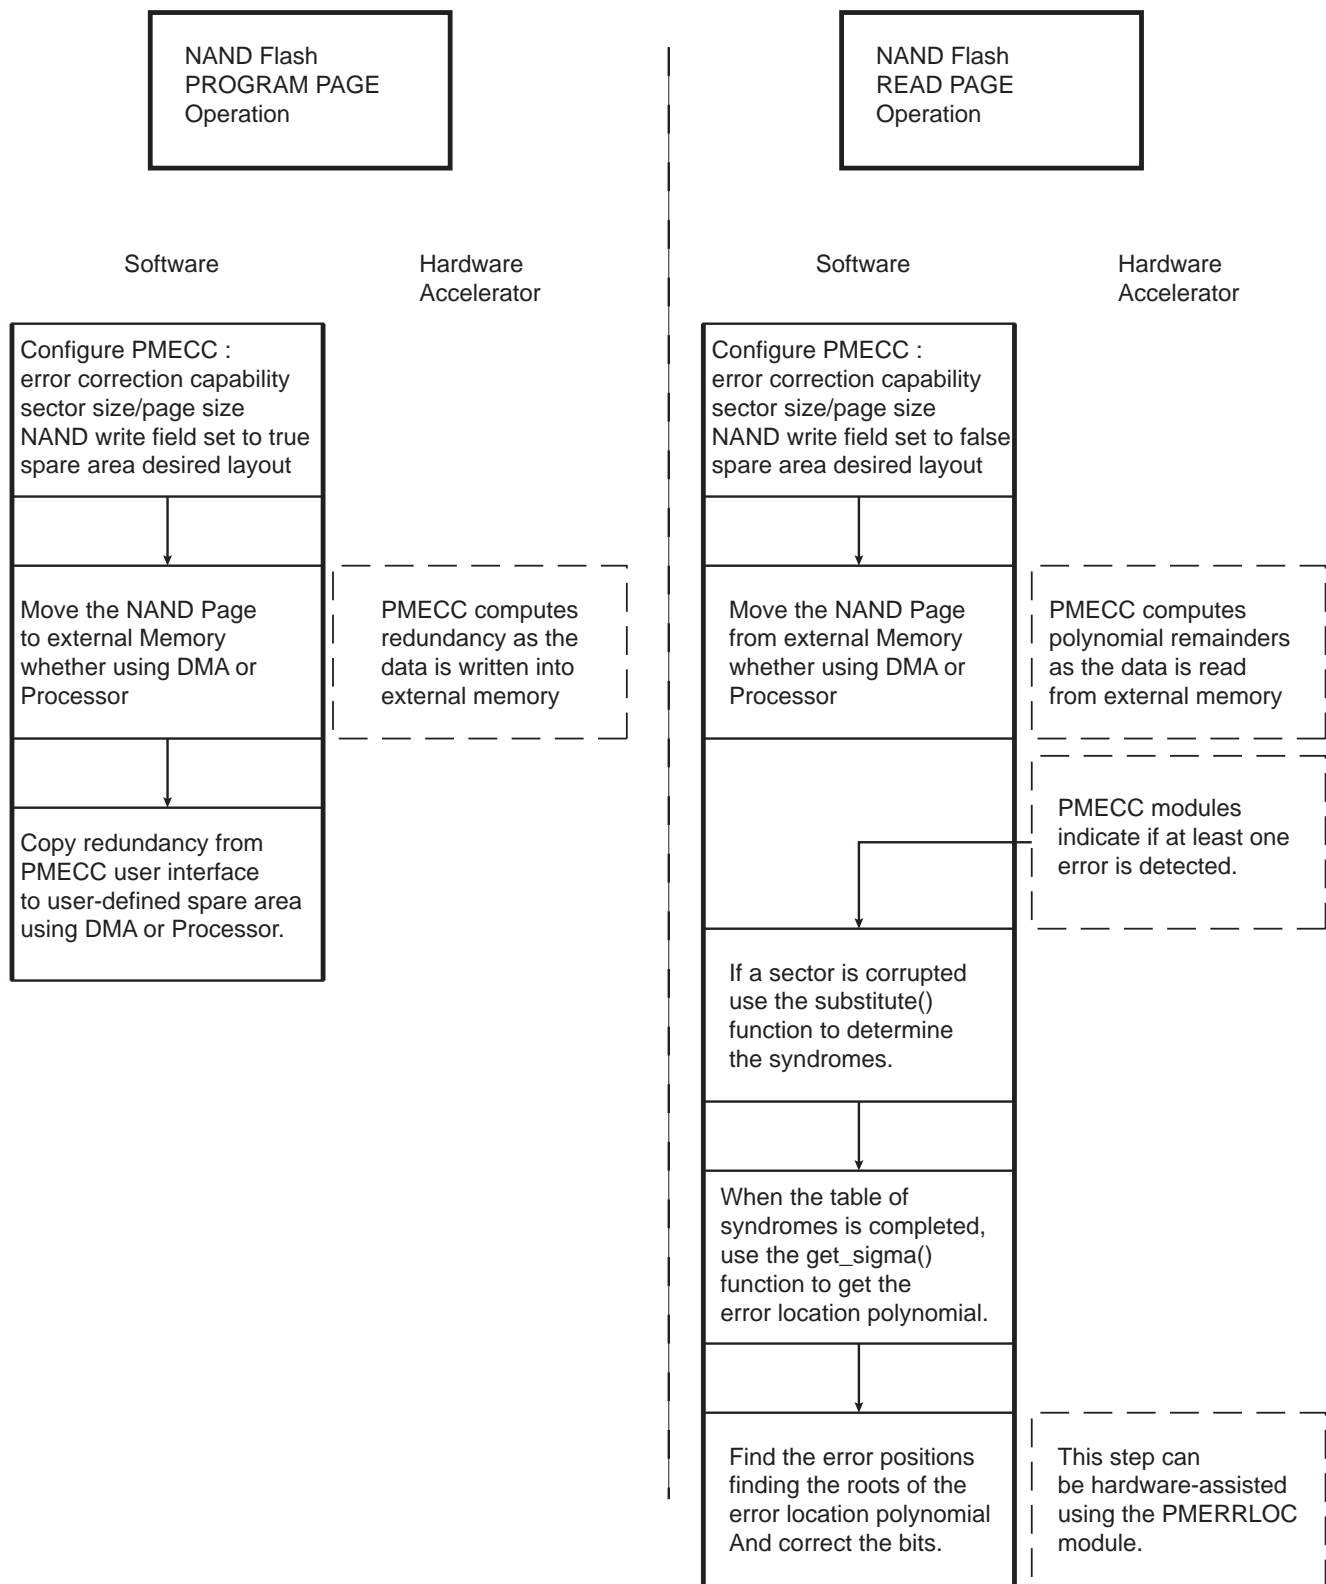 NAND Flash
PROGRAM PAGE
Operation
Software
Hardware
Accelerator
Configure PMECC :
error correction capability
sector size/page size
NAND write field set to true
spare area desired layout
Move the NAND Page
to external Memory
whether using DMA or
Processor
PMECC computes
redundancy as the
data is written into
external memory
Copy redundancy from
PMECC user interface
to user-defined spare area
using DMA or Processor.
NAND Flash
READ PAGE
Operation
Software
Hardware
Accelerator
Configure PMECC :
error correction capability
sector size/page size
NAND write field set to false
spare area desired layout
Move the NAND Page
from external Memory
whether using DMA or
Processor
PMECC computes
polynomial remainders
as the data is read
from external memory
PMECC modules
indicate if at least one
error is detected.
If a sector is corrupted
use the substitute()
function to determine
the syndromes.
When the table of
syndromes is completed,
use the get_sigma()
function to get the
error location polynomial.
Find the error positions
finding the roots of the
error location polynomial
And correct the bits.
This step can
be hardware-assisted
using the PMERRLOC
module.